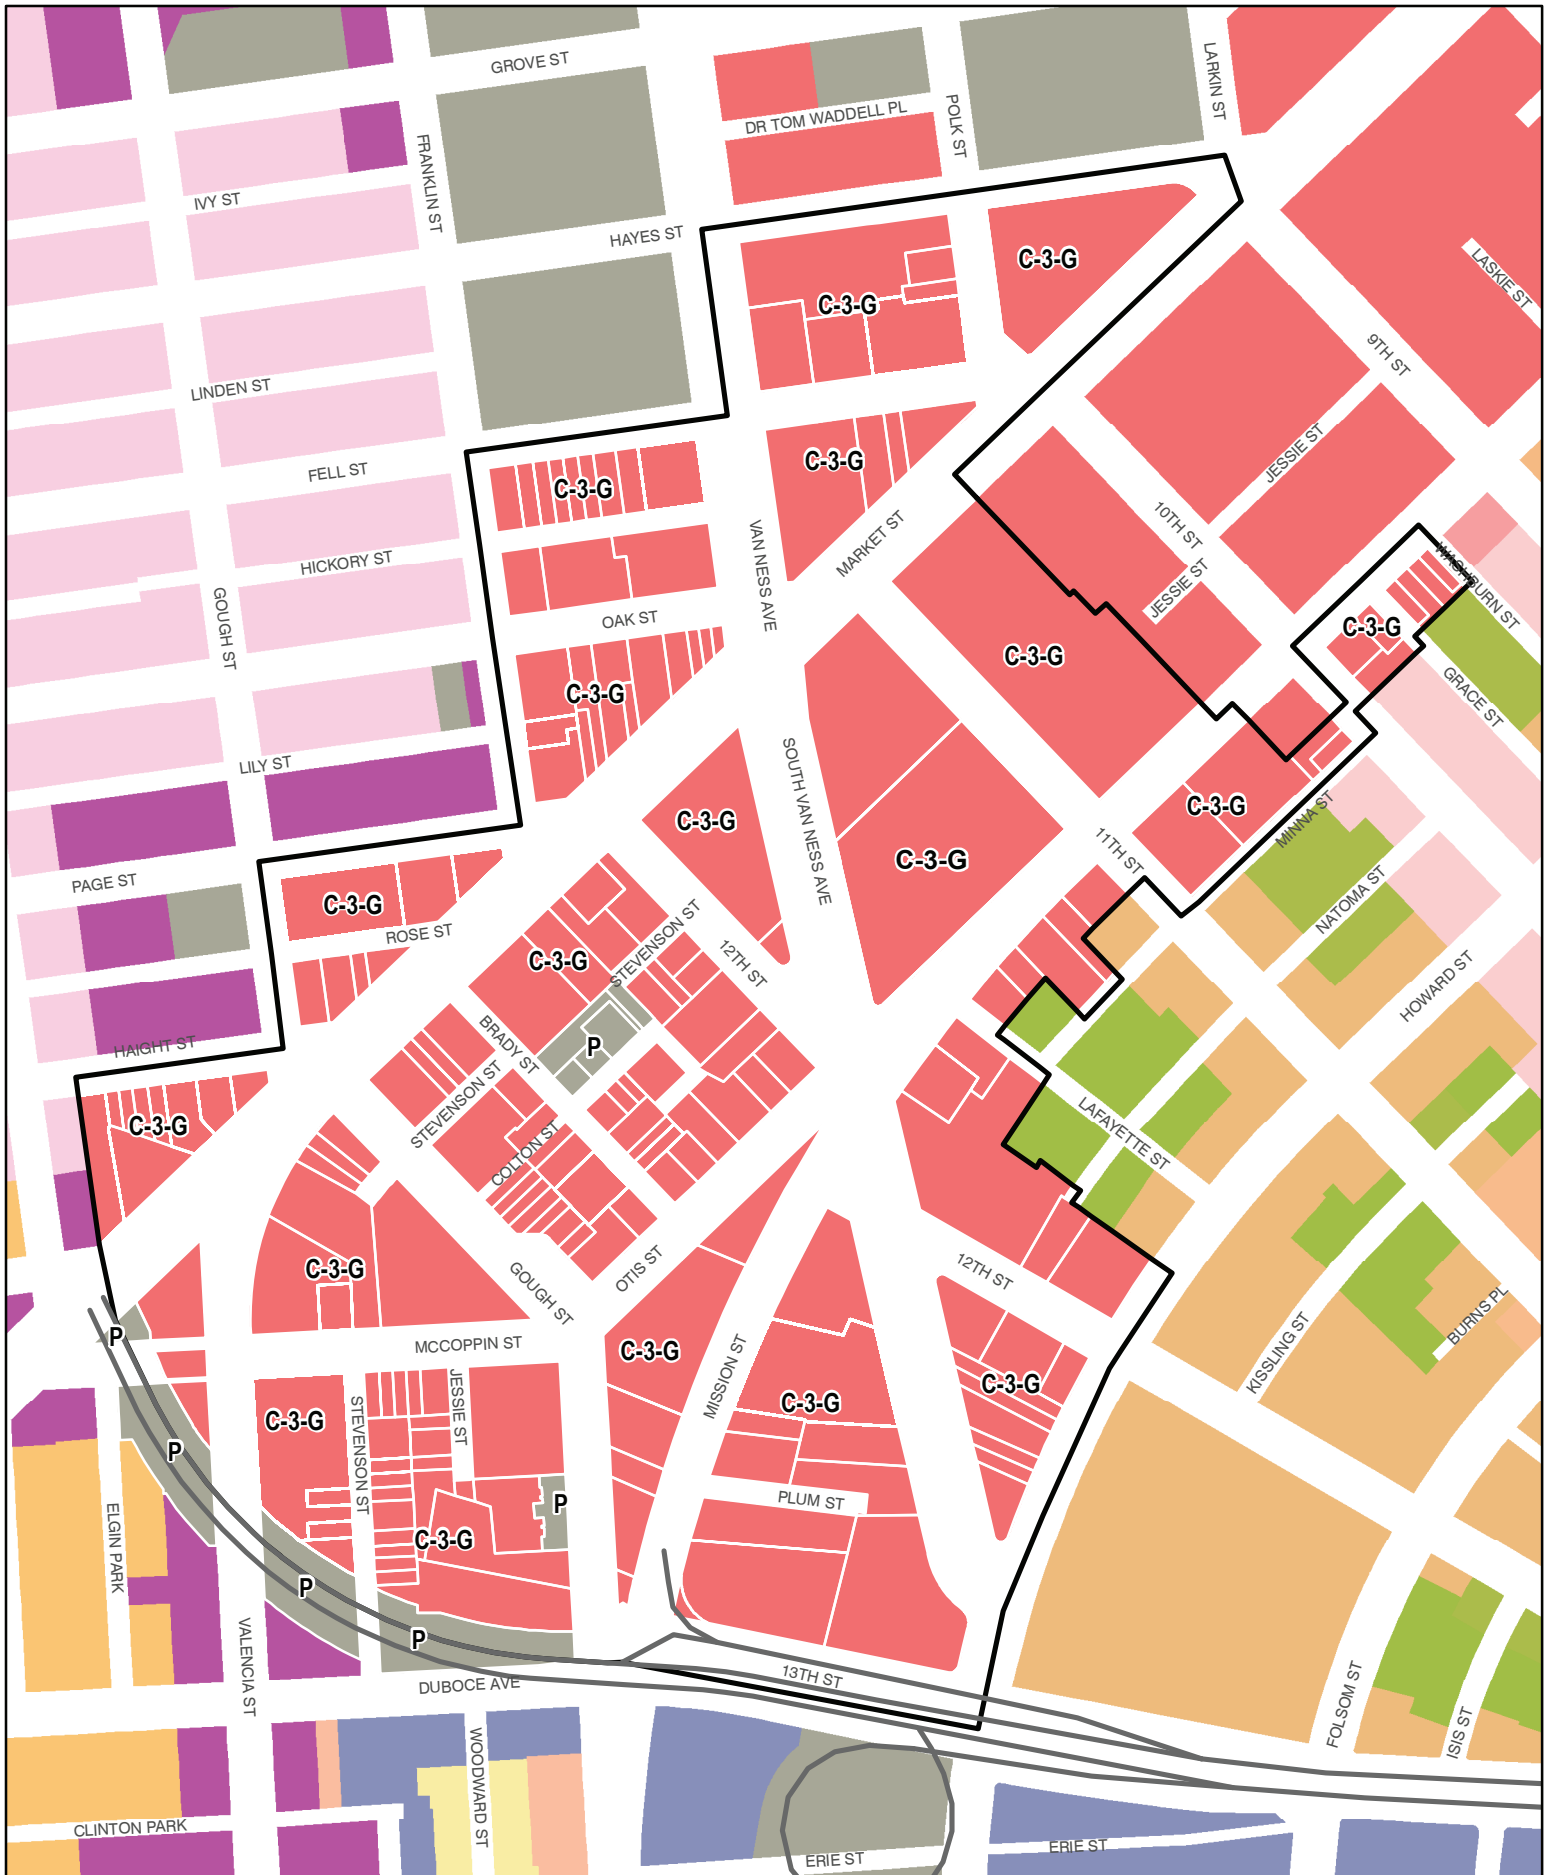 GROVE ST
LARKIN ST
DR TOM WADDELL PL
POLK ST
FRANKLIN ST
IVY ST
HAYES ST
C-3-G
LASKIE ST
C-3-G
9TH ST
LINDEN ST
FELL ST
C-3-G
C-3-G
JESSIE ST
10TH ST
MARKET ST
VAN NESS AVE
HICKORY ST
WASHBURN ST
JESSIE ST
GOUGH ST
OAK ST
C-3-G
C-3-G
C-3-G
GRACE ST
LILY ST
SOUTH VAN NESS AVE
C-3-G
C-3-G
MINNA ST
C-3-G
11TH ST
PAGE ST
C-3-G
NATOMA ST
ROSE ST
STEVENSON ST
C-3-G
12TH ST
HOWARD ST
HAIGHT ST
BRADY ST
P
STEVENSON ST
C-3-G
COLTON ST
LAFAYETTE ST
C-3-G
OTIS ST
GOUGH ST
12TH ST
P
MCCOPPIN ST
C-3-G
BURNS PL
KISSLING ST
MISSION ST
C-3-G
C-3-G
C-3-G
JESSIE ST
STEVENSON ST
P
PLUM ST
P
C-3-G
ELGIN PARK
P
P
VALENCIA ST
13TH ST
DUBOCE AVE
FOLSOM ST
ISIS ST
WOODWARD ST
CLINTON PARK
ERIE ST
ERIE ST